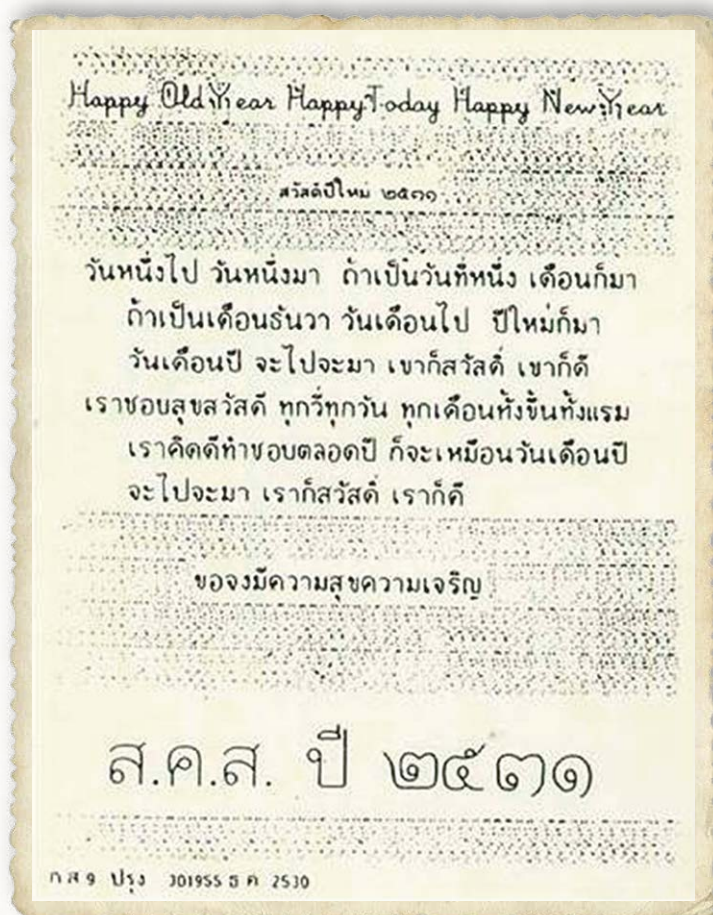 Happy Old Year Happy Today Happy New Year
สวัสดีปีใหม่ ๒๕๓๑
วันหนึ่งไป วันหนึ่งมา ถ้าเป็นวันที่หนึ่ง เดือนก็มา
ถ้าเป็นเดือนธันวา วันเดือนไป ปีใหม่ก็มา
วันเดือนปี จะไปจะมา เขาก็สวัสดี เขาก็ดี
เราชอบสุขสวัสดี ทุกวี่ทุกวัน ทุกเดือนทั้งขึ้นทั้งแรม
เราคิดดีทำชอบตลอดปี ก็จะเหมือนวันเดือนปี
จะไปจะมา เราก็สวัสดี เราก็ดี
ขอจงมีความสุขความเจริญ
ส.ค.ส. ปี ๒๕๓๑
กส 9 ปรุง 301955 ธ ค 2530